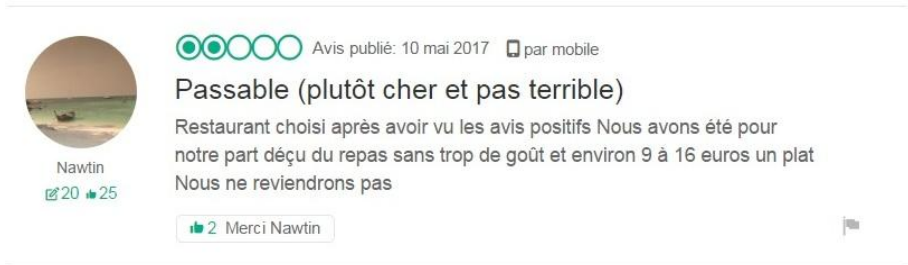 Avis publié: 10 mai 2017 par mobile
Passable (plutôt cher et pas terrible)
Restaurant choisi après avoir vu les avis positifs Nous avons été pour
notre part déçu du repas sans trop de goût et environ 9 à 16 euros un plat
Nous ne reviendrons pas
Nawtin
20 25
2 Merci Nawtin